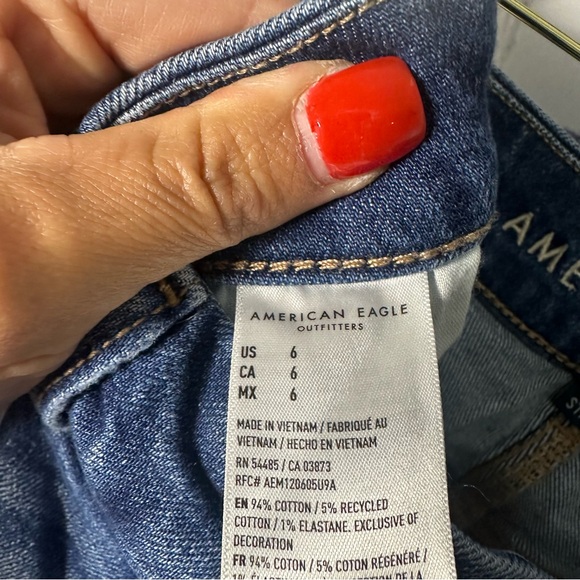 AME
AMERICAN EAGLE
OUTFITTERS
US 6
CA 6
MX 6
MADE IN VIETNAM / FABRIQUÉ AU
VIETNAM / HECHO EN VIETNAM
RN 54485 / CA 03873
RFC# AEM120605U9A
EN 94% COTTON / 5% RECYCLED
COTTON / 1% ELASTANE. EXCLUSIVE OF
DECORATION
FR 94% COTON / 5% COTON RÉGÉNÉRÉ /